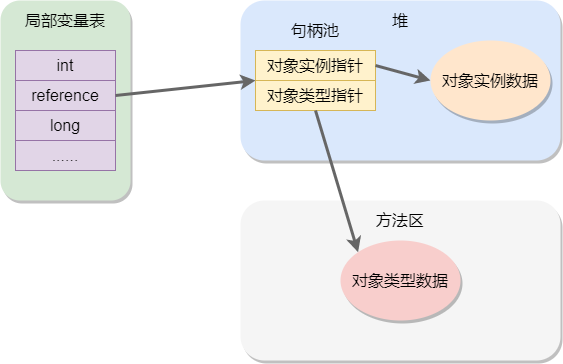 局部变量表
int
reference
long
......
句柄池
堆
对象实例指针
对象类型指针
对象实例数据
方法区
对象类型数据